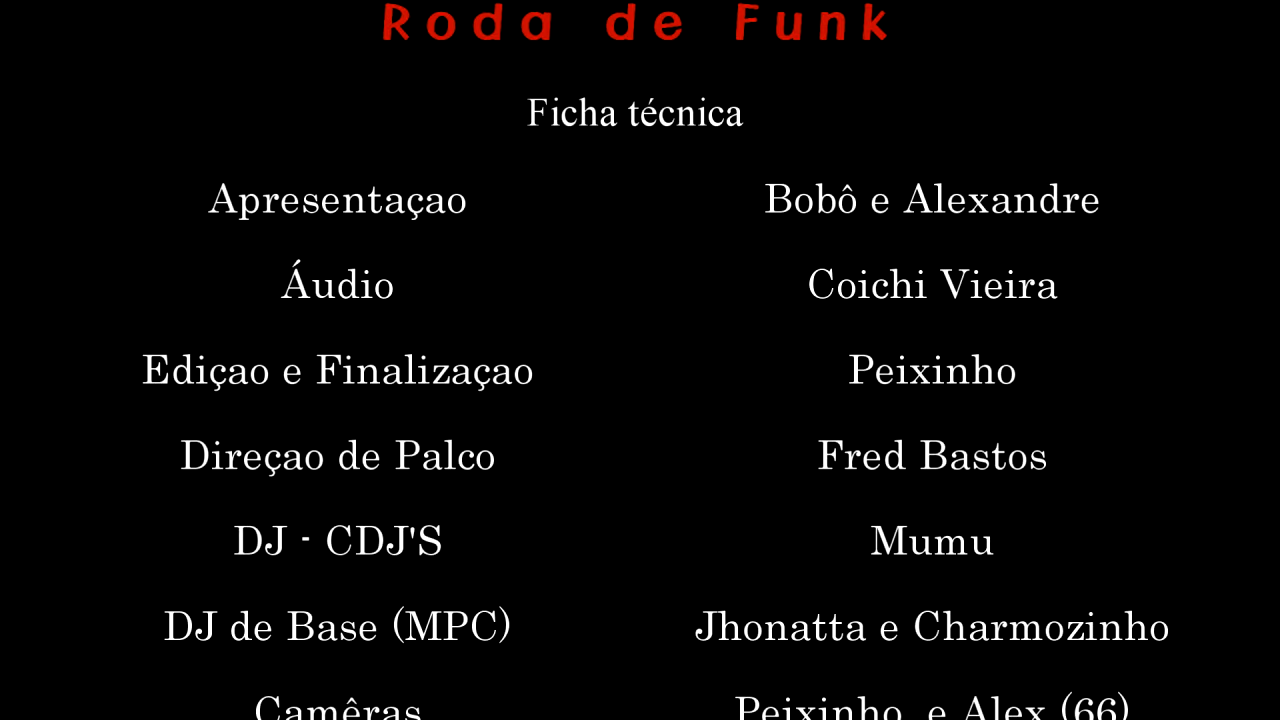 Roda de Funk
Ficha técnica
Apresentaçao Bobô e Alexandre
Áudio Coichi Vieira
Ediçao e Finalizaçao Peixinho
Direçao de Palco Fred Bastos
DJ - CDJ'S Mumu
DJ de Base (MPC) Jhonatta e Charmozinho
Camêras Peixinho e Alex (66)